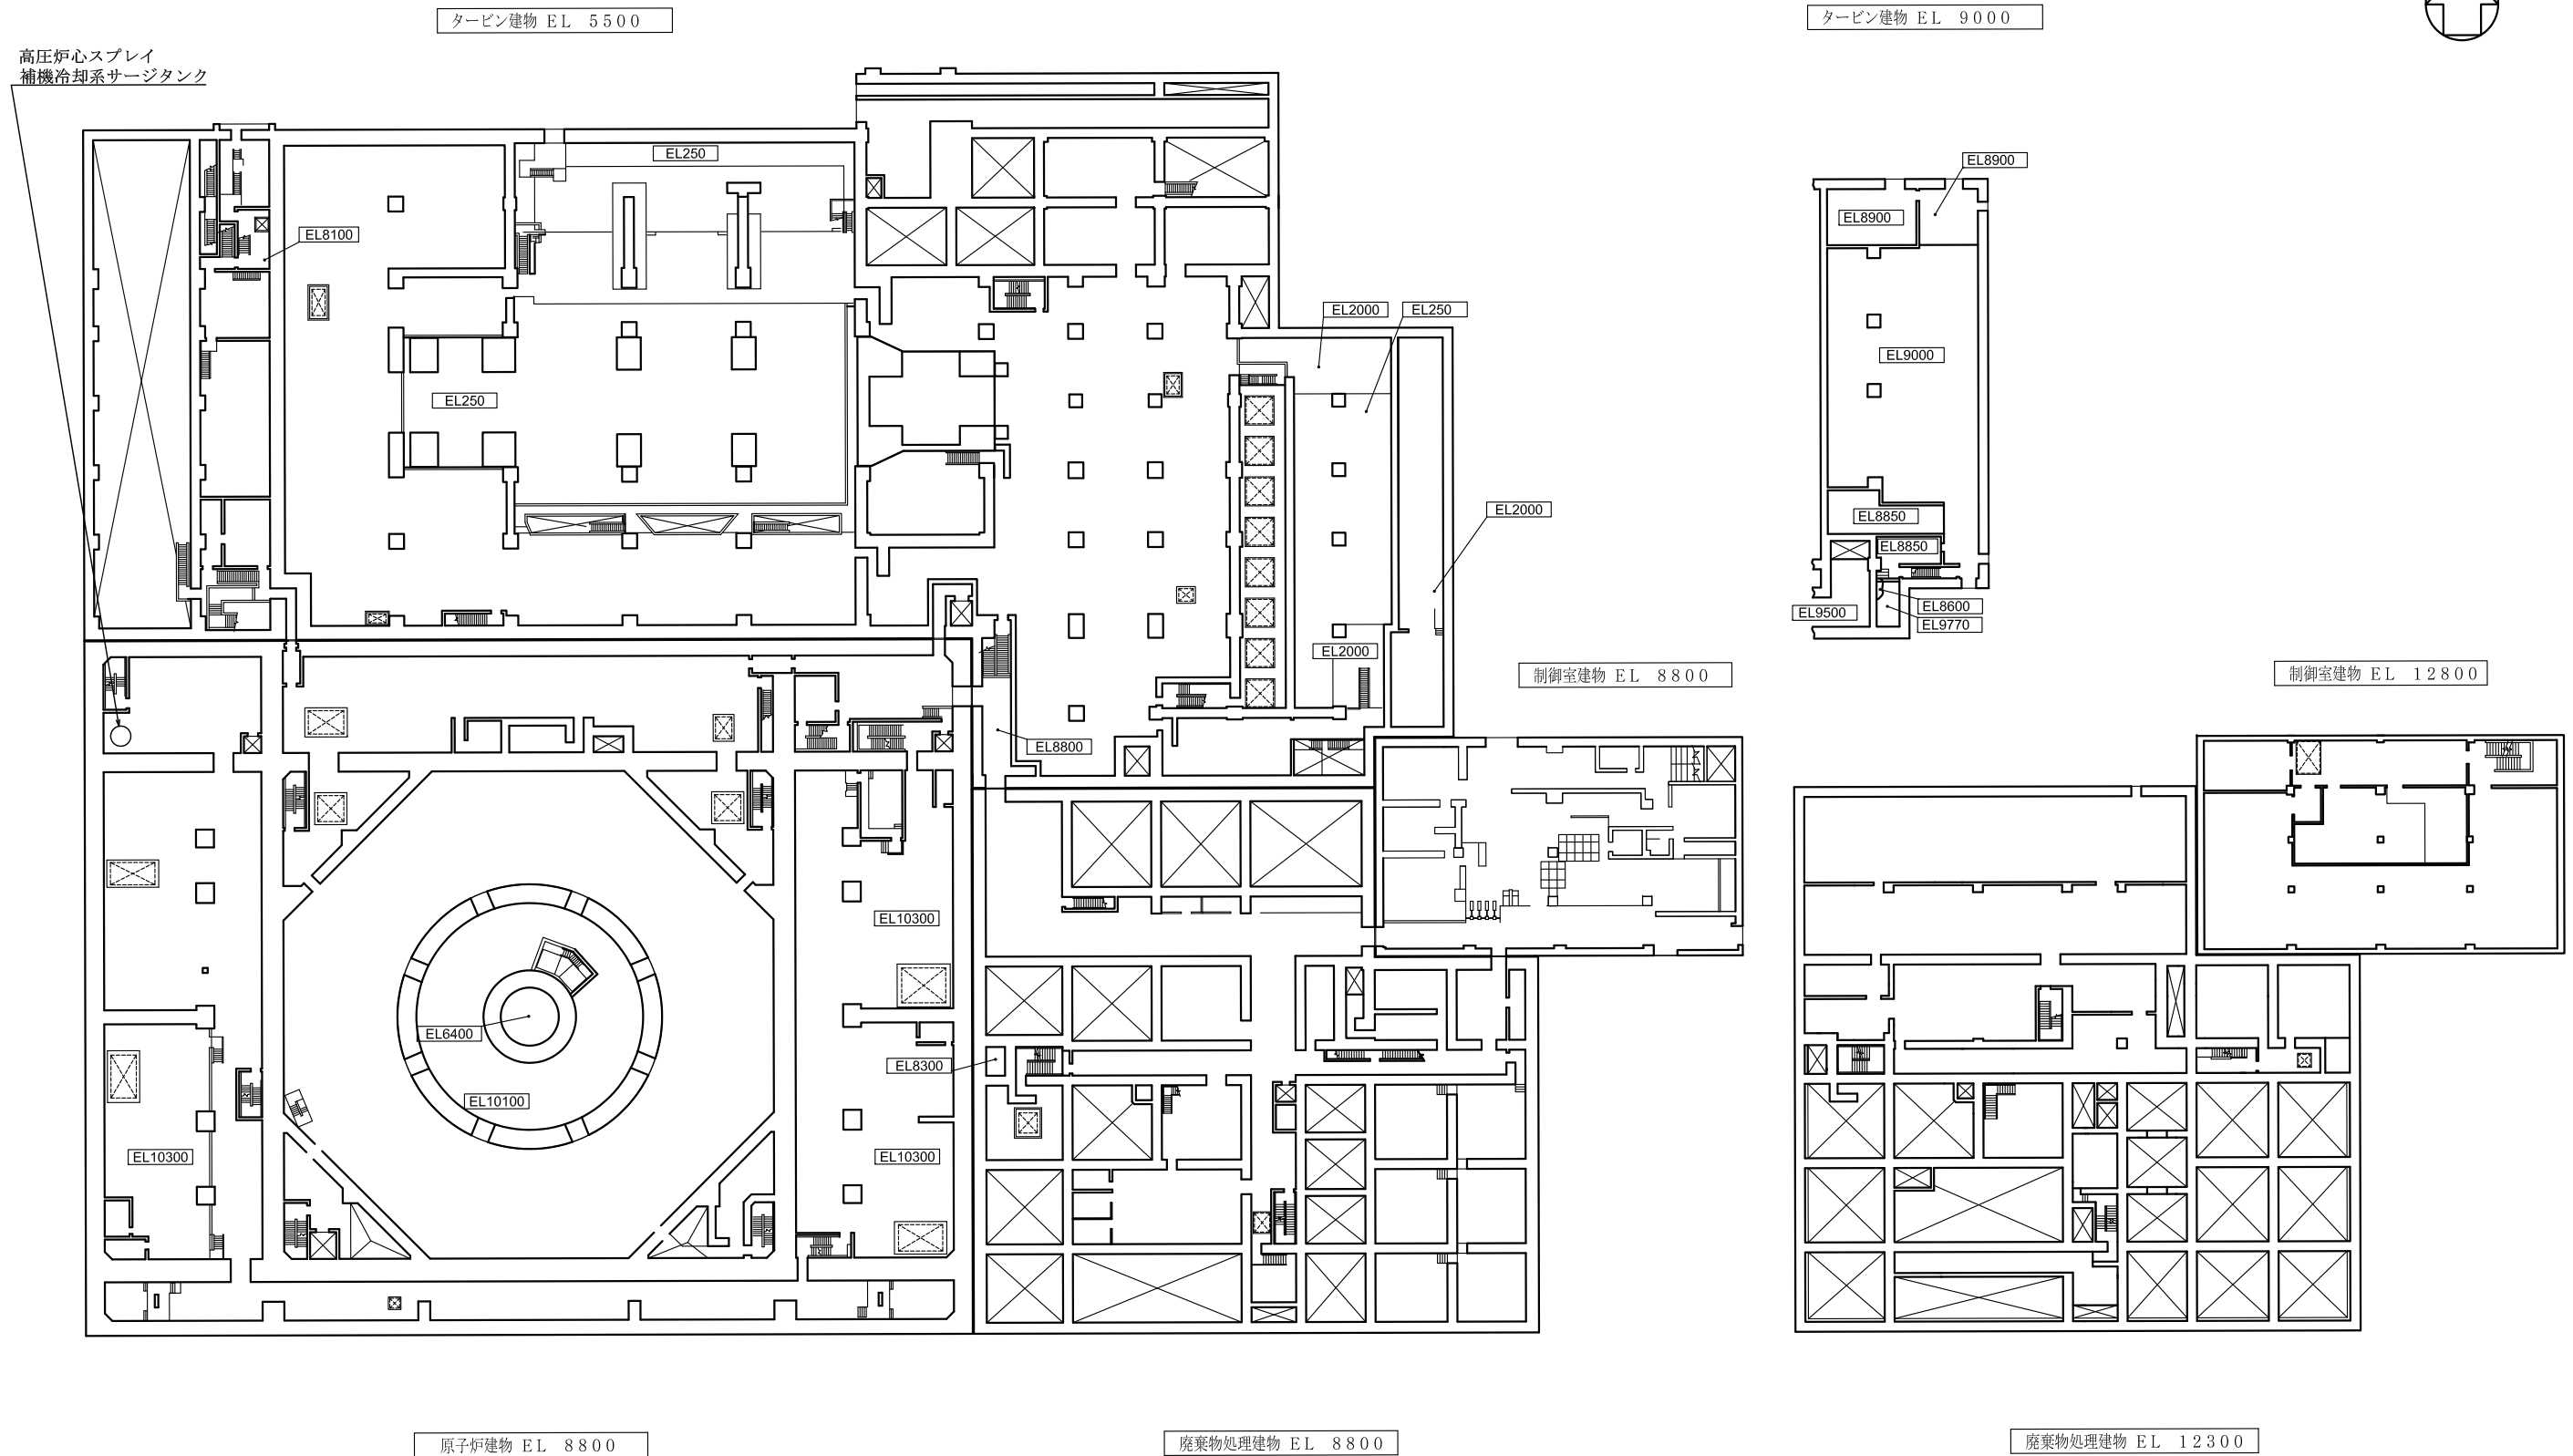 タービン建物 EL 5500
タービン建物 EL 9000
高圧炉心スプレイ
補機冷却系サージタンク
EL250
EL8900
EL8900
EL8100
EL2000
EL250
EL9000
EL250
EL2000
EL8850
EL8850
EL9500
EL8600
EL9770
EL2000
制御室建物 EL 8800
制御室建物 EL 12800
EL8800
EL10300
EL6400
EL8300
EL10100
EL10300
EL10300
原子炉建物 EL 8800
廃棄物処理建物 EL 8800
廃棄物処理建物 EL 12300